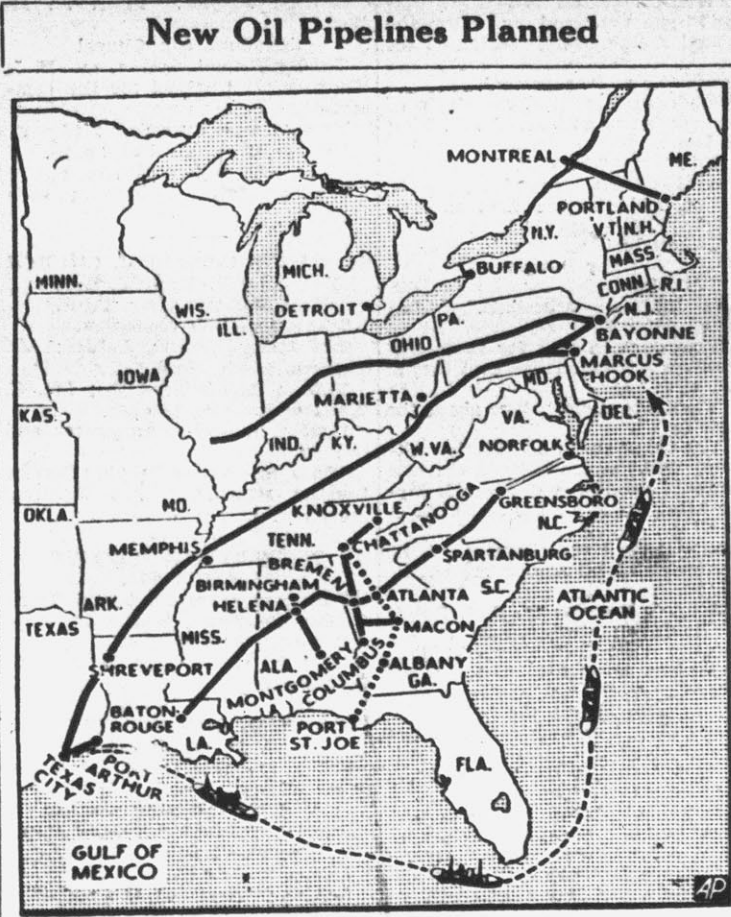 New Oil Pipelines Planned
MONTREAL
ME.
PORTLAND
N.Y.
V.T.
N.H.
MASS.
BUFFALO
CONN.
R.I.
MINN.
MICH.
WIS.
DETROIT
PA.
N.J.
ILL.
OHIO
BAYONNE
MARCUS
HOOK
IOWA
MD.
MARIETTA
DEL.
KAS.
VA.
IND.
KY.
W.VA.
NORFOLK
OKLA.
MO.
KNOXVILLE
GREENSBORO
N.C.
TENN.
CHATTANOOGA
MEMPHIS
BREMEN
SPARTANBURG
BIRMINGHAM
S.C.
ARK.
HELENA
ATLANTA
ATLANTIC
OCEAN
TEXAS
MISS.
MACON
SHREVEPORT
ALA.
MONTGOMERY
COLUMBUS
ALBANY
GA.
BATON-
ROUGE
LA.
PORT
ST. JOE
FLA.
PORT
ARTHUR
TEXAS
CITY
GULF OF
MEXICO
AP